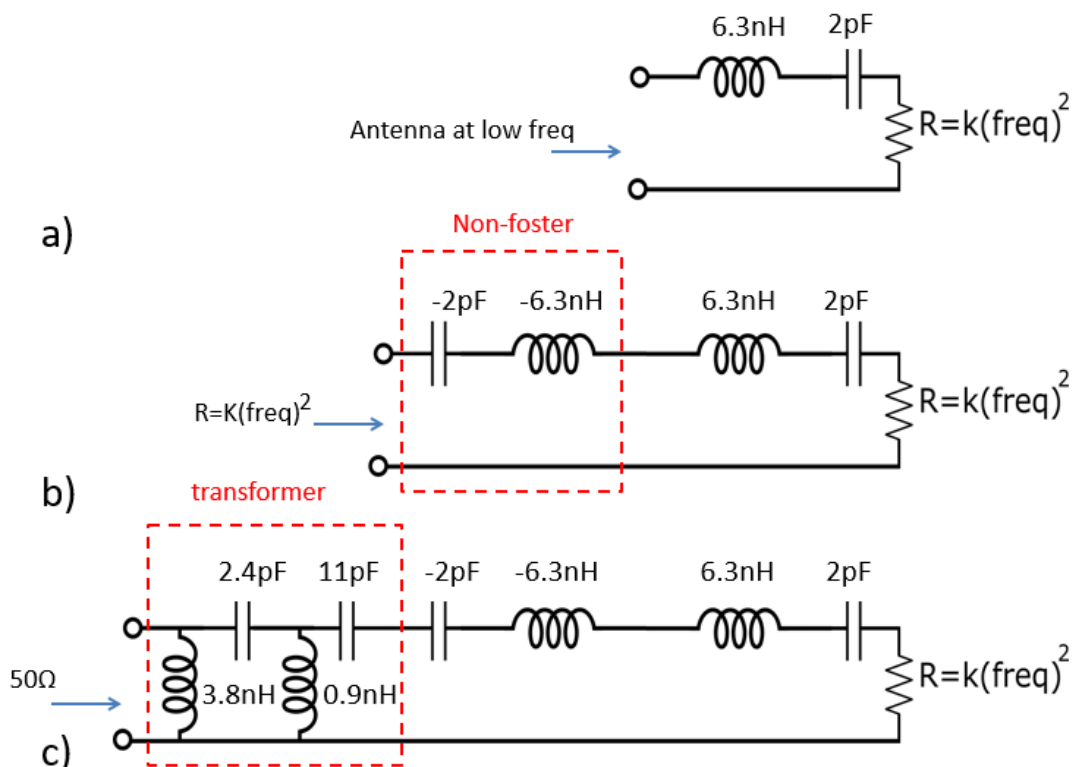 6.3nH 2pF
Antenna at low freq
R=k(freq)²
a)
Non-foster
-2pF -6.3nH 6.3nH 2pF
R=K(freq)²
R=k(freq)²
b)
transformer
2.4pF 11pF -2pF -6.3nH 6.3nH 2pF
50Ω
3.8nH 0.9nH
R=k(freq)²
c)